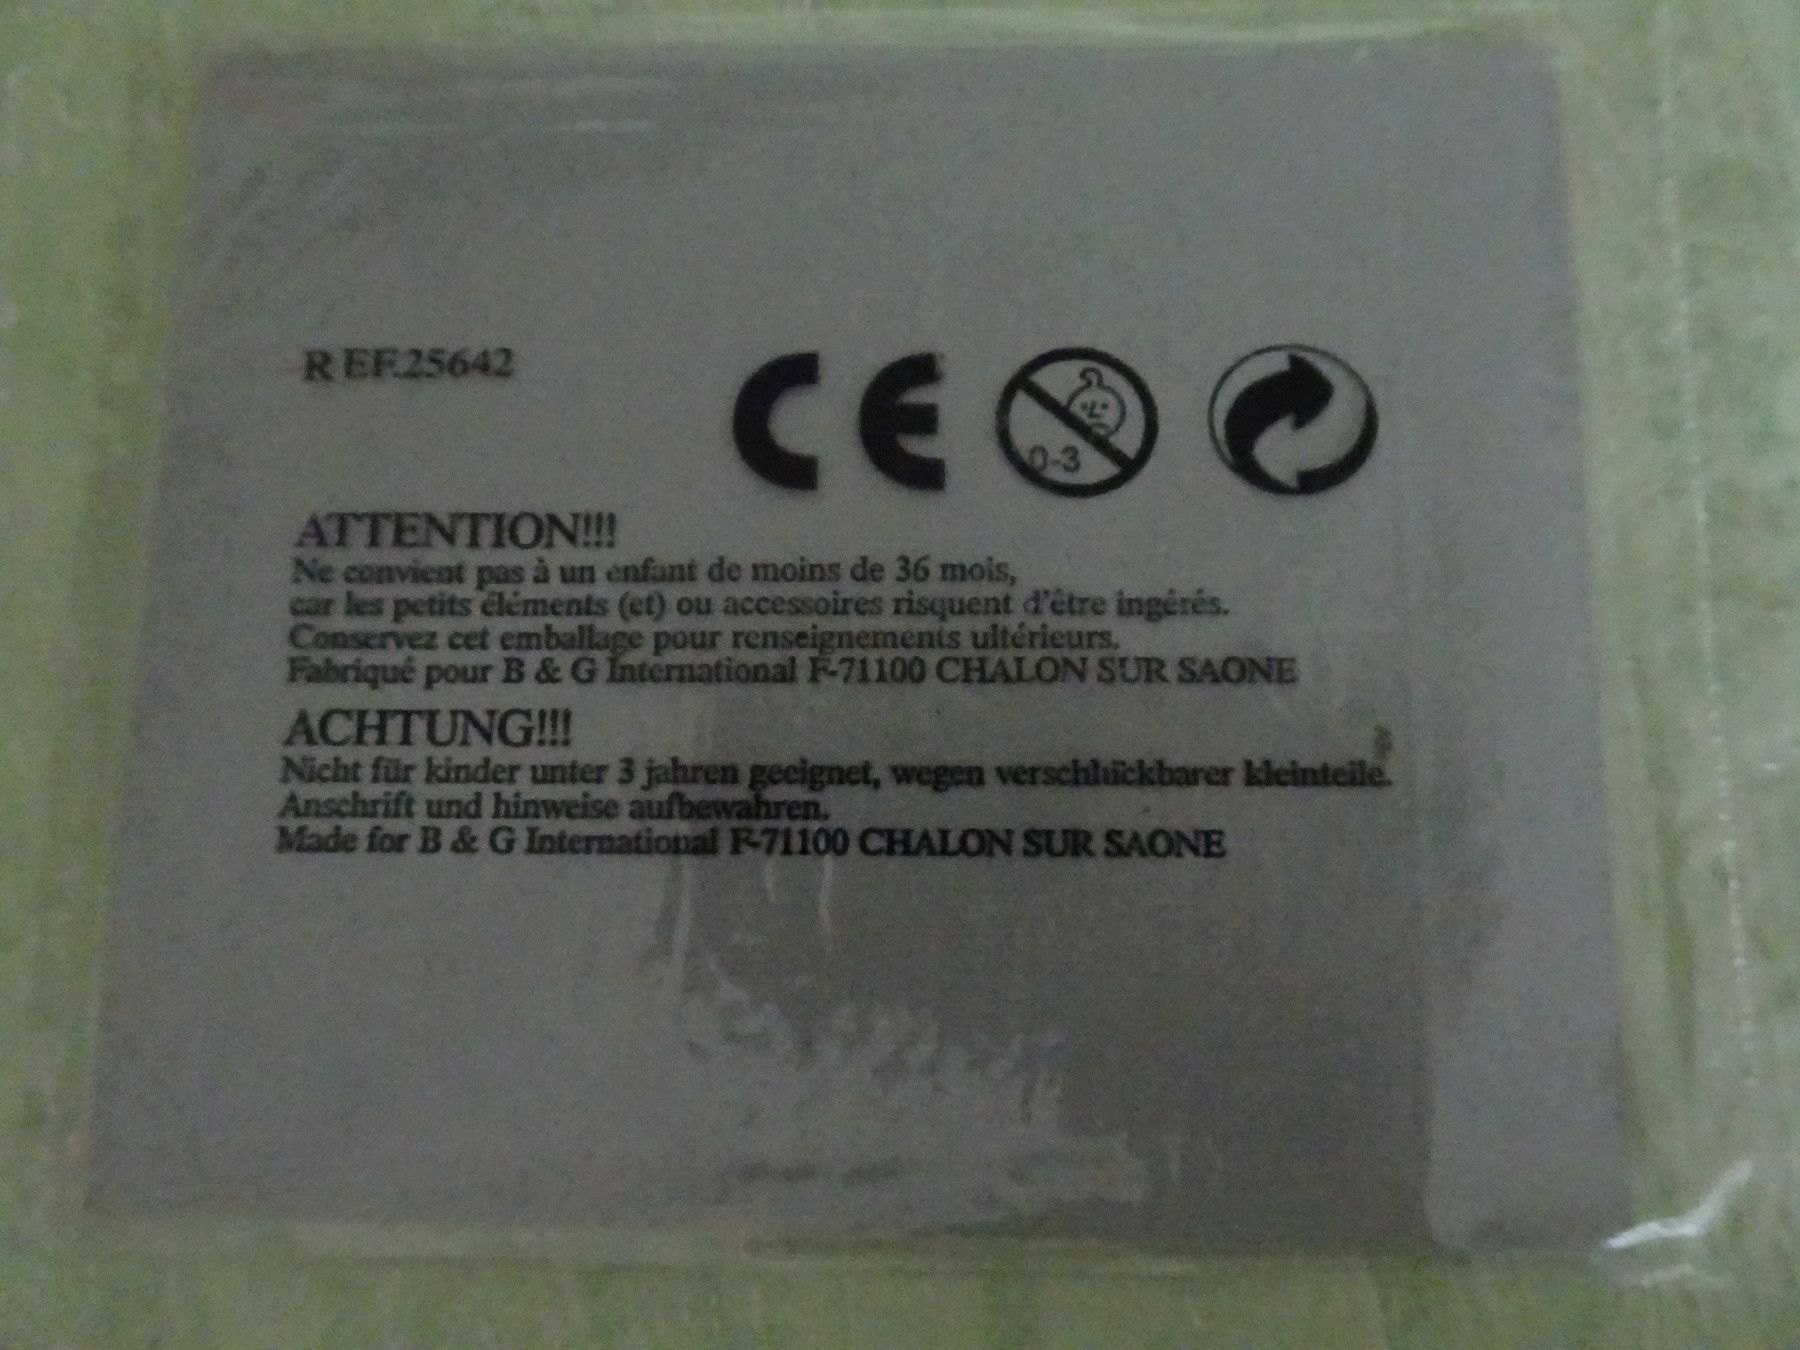 REF.25642
CE
0-3
ATTENTION!!!
Ne convient pas à un enfant de moins de 36 mois,
car les petits éléments (et) ou accessoires risquent d'être ingérés.
Conservez cet emballage pour renseignements ultérieurs.
Fabriqué pour B & G International F-71100 CHALON SUR SAONE
ACHTUNG!!!
Nicht für kinder unter 3 jahren geeignet, wegen kleinteile.
Anschrift und hinweise aufbewahren.
Made for B & G International F-71100 CHALON SUR SAONE